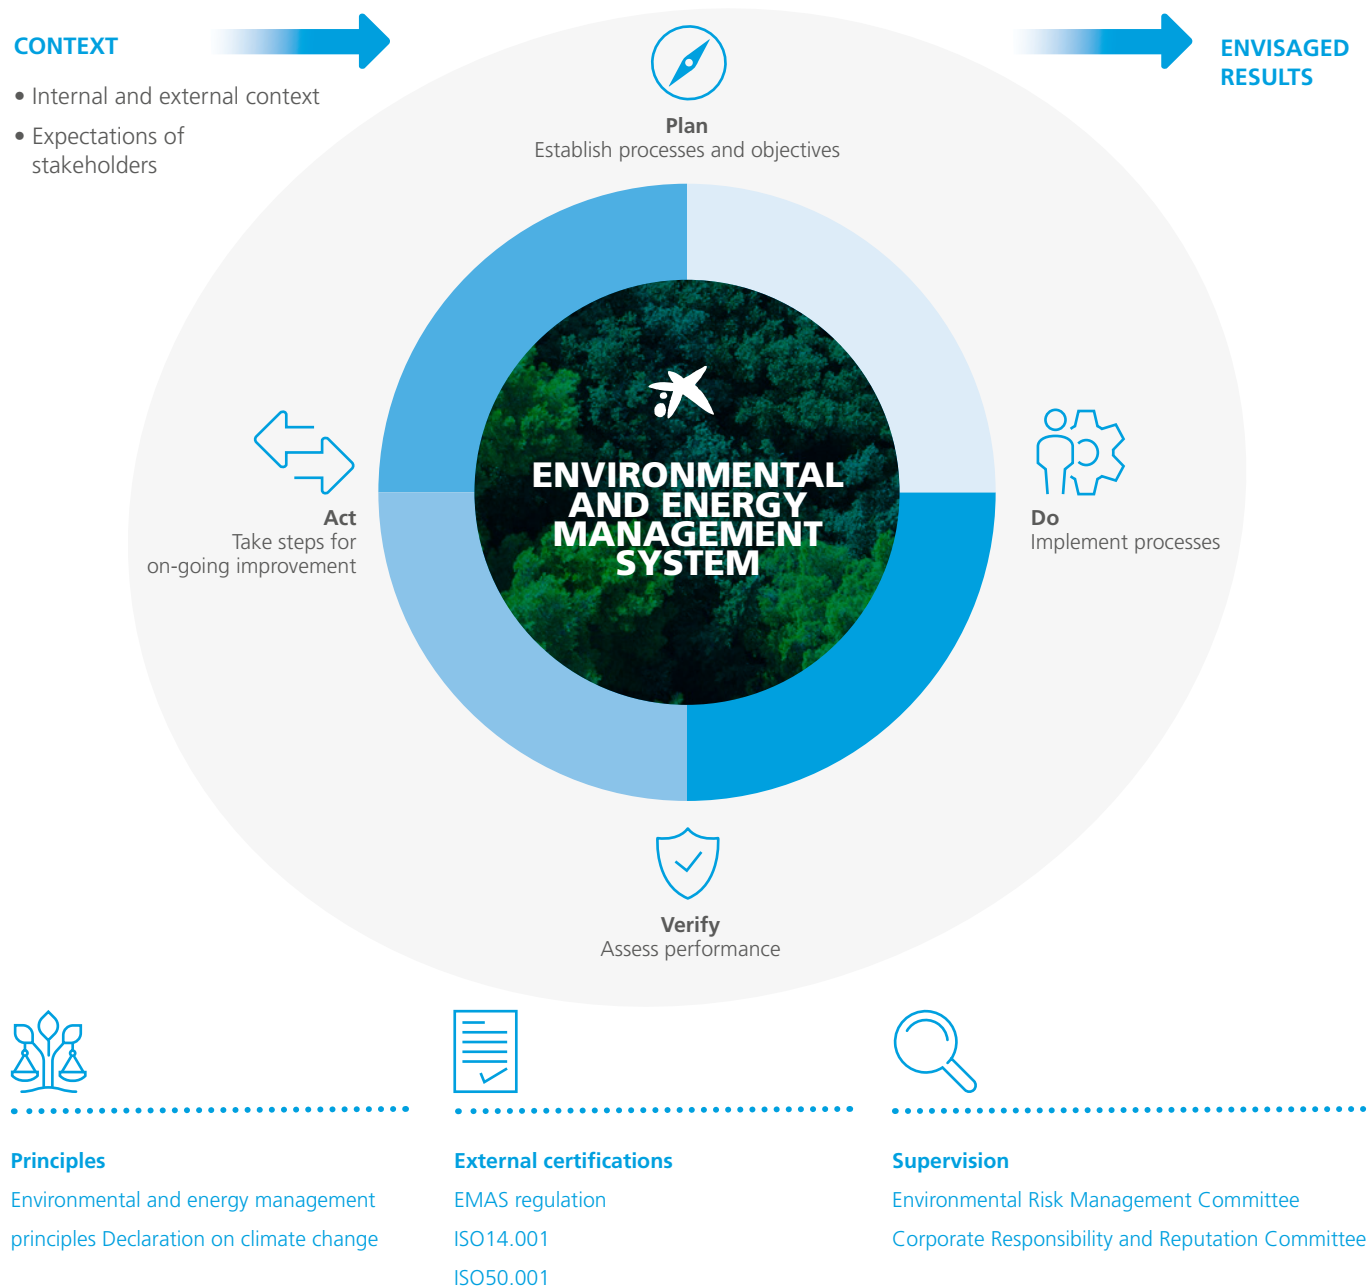 CONTEXT
• Internal and external context
• Expectations of
stakeholders
ENVISAGED
RESULTS
Plan
Establish processes and objectives
ENVIRONMENTAL
AND ENERGY
MANAGEMENT
SYSTEM
Act
Take steps for
on-going improvement
Do
Implement processes
Verify
Assess performance
Principles
Environmental and energy management
principles Declaration on climate change
External certifications
EMAS regulation
ISO14.001
ISO50.001
Supervision
Environmental Risk Management Committee
Corporate Responsibility and Reputation Committee